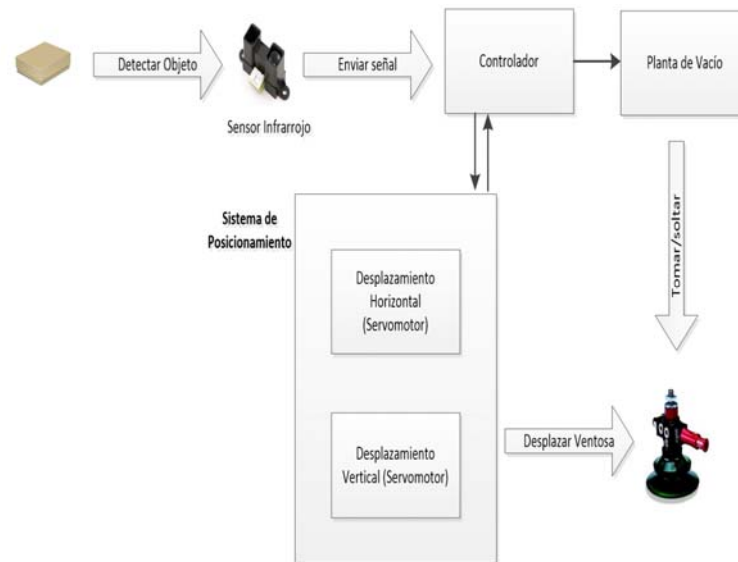 Detectar Objeto
Enviar señal
Controlador
Planta de Vacío
Sensor Infrarrojo
Sistema de
Posicionamiento
Tomar/soltar
Desplazamiento
Horizontal
(Servomotor)
Desplazar Ventosa
Desplazamiento
Vertical (Servomotor)